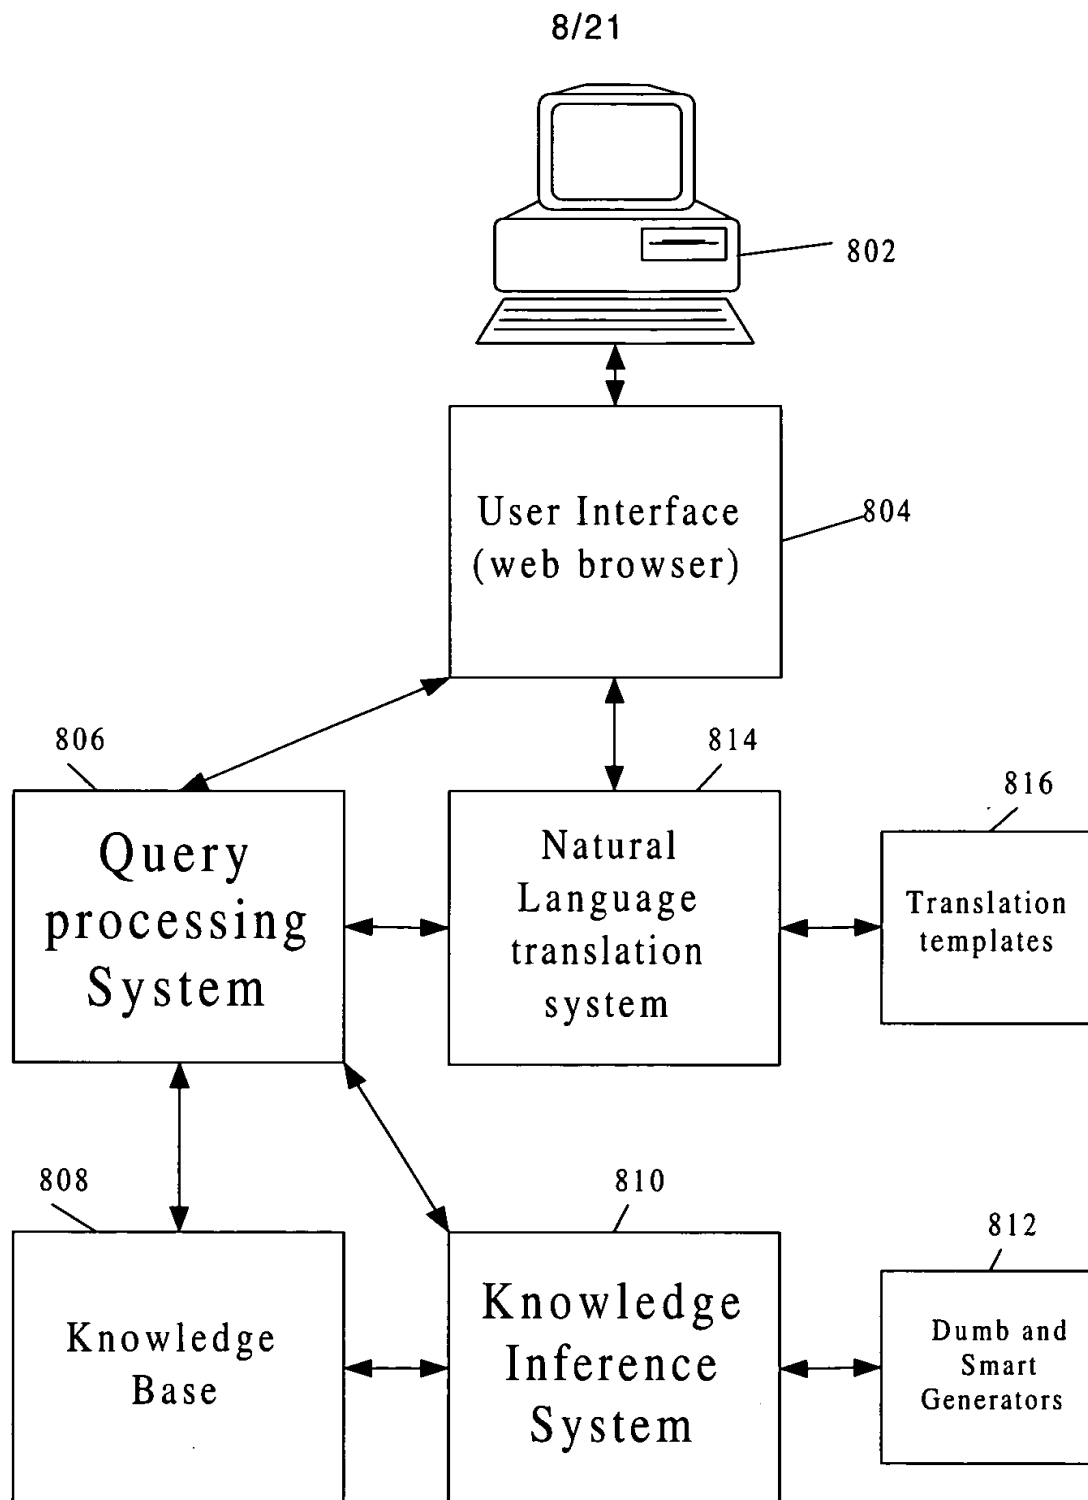 8/21
802
User Interface
(web browser)
804
806
Query
processing
System
814
Natural
Language
translation
system
816
Translation
templates
808
Knowledge
Base
810
Knowledge
Inference
System
812
Dumb and
Smart
Generators